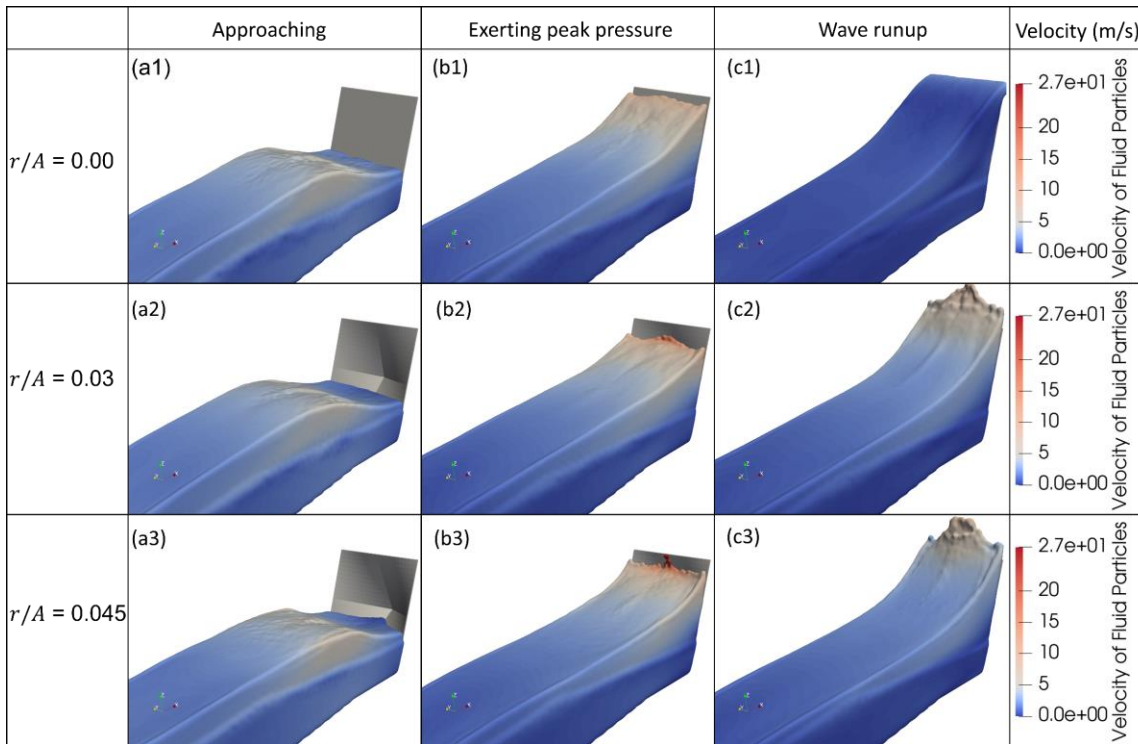 Approaching
Exerting peak pressure
Wave runup
Velocity (m/s)
r/A = 0.00
(a1)
(b1)
(c1)
2.7e+01
20
15
10
5
0.0e+00
Velocity of Fluid Particles
r/A = 0.03
(a2)
(b2)
(c2)
2.7e+01
20
15
10
5
0.0e+00
Velocity of Fluid Particles
r/A = 0.045
(a3)
(b3)
(c3)
2.7e+01
20
15
10
5
0.0e+00
Velocity of Fluid Particles